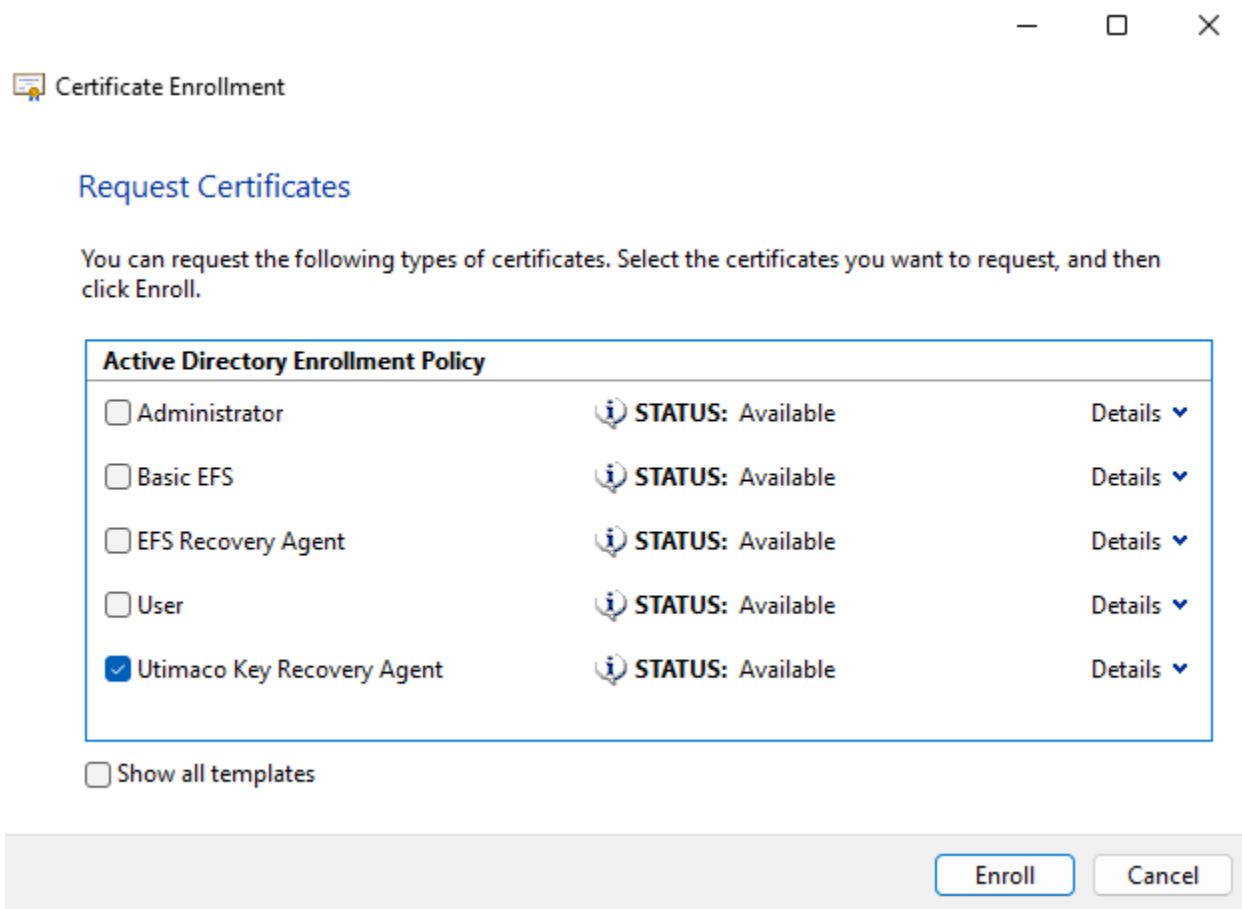 Certificate Enrollment
Request Certificates
You can request the following types of certificates. Select the certificates you want to request, and then
click Enroll.
Active Directory Enrollment Policy
Administrator STATUS: Available Details
Basic EFS STATUS: Available Details
EFS Recovery Agent STATUS: Available Details
User STATUS: Available Details
Utimaco Key Recovery Agent STATUS: Available Details
Show all templates
Enroll Cancel